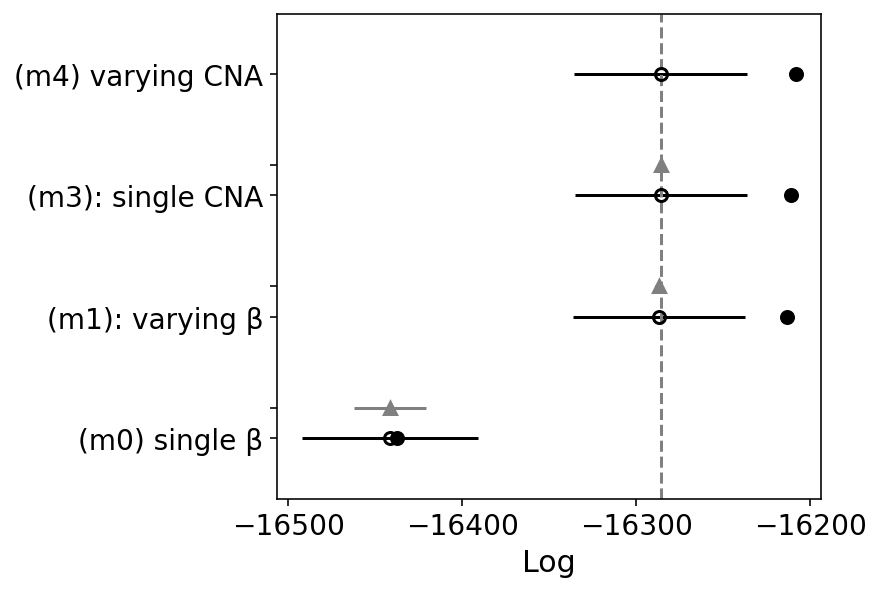 (m4) varying CNA
(m3): single CNA
(m1): varying β
(m0) single β
−16500 −16400 −16300 −16200
Log